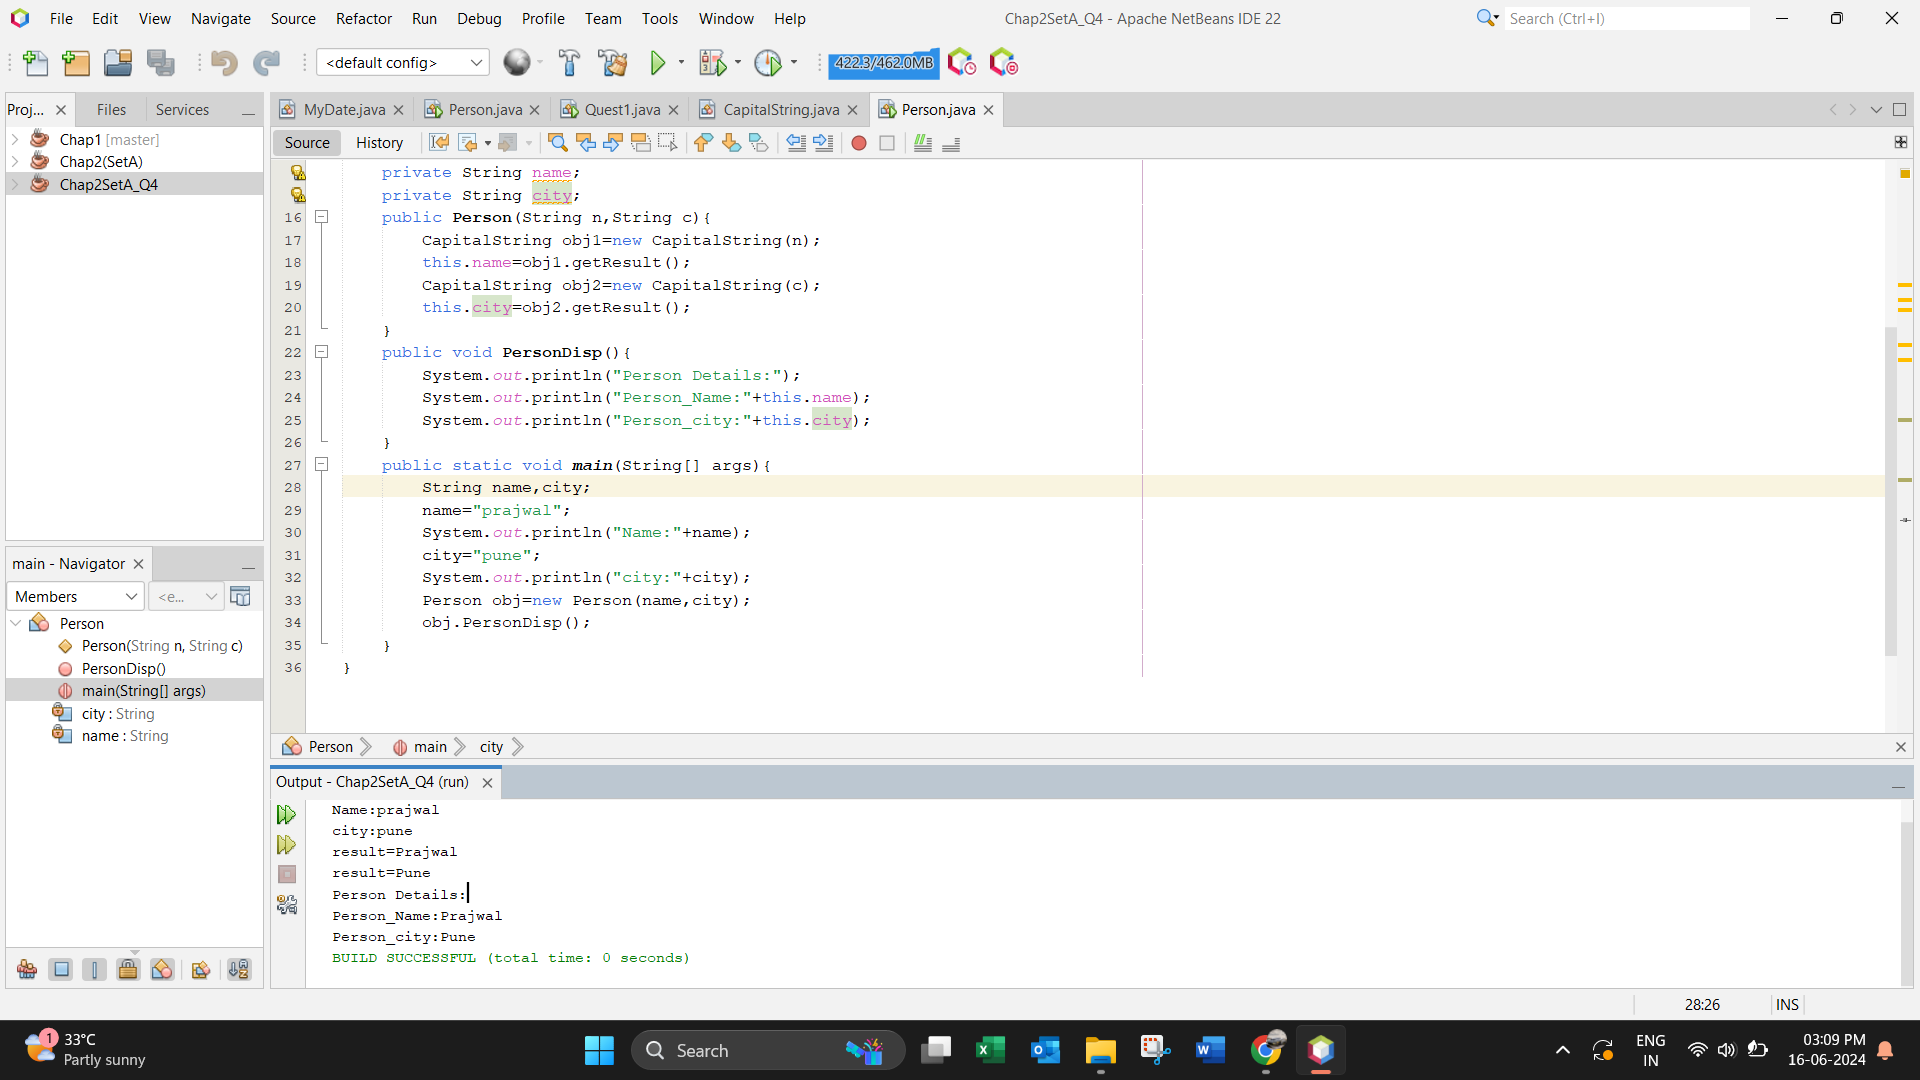 File Edit View Navigate Source Refactor Run Debug Profile Team Tools Window Help
Chap2SetA_Q4 - Apache NetBeans IDE 22
Search (Ctrl+I)
<default config>
422.3/462.0MB
Proj... Files Services
MyDate.java Person.java Quest1.java CapitalString.java Person.java
Source History
Chap1 [master]
Chap2(SetA)
Chap2SetA_Q4
private String name;
private String city;
16 public Person(String n,String c){
17 CapitalString obj1=new CapitalString(n);
18 this.name=obj1.getResult();
19 CapitalString obj2=new CapitalString(c);
20 this.city=obj2.getResult();
21 }
22 public void PersonDisp(){
23 System.out.println("Person Details:");
24 System.out.println("Person_Name:"+this.name);
25 System.out.println("Person_city:"+this.city);
26 }
27 public static void main(String[] args){
28 String name,city;
29 name="prajwal";
30 System.out.println("Name:"+name);
31 city="pune";
32 System.out.println("city:"+city);
33 Person obj=new Person(name,city);
34 obj.PersonDisp();
35 }
36 }
main - Navigator
Members
<e...
Person
Person(String n, String c)
PersonDisp()
main(String[] args)
city : String
name : String
Person main city
Output - Chap2SetA_Q4 (run)
Name:prajwal
city:pune
result=Prajwal
result=Pune
Person Details:
Person_Name:Prajwal
Person_city:Pune
BUILD SUCCESSFUL (total time: 0 seconds)
28:26 INS
1
33°C
Partly sunny
Search
ENG
IN
03:09 PM
16-06-2024